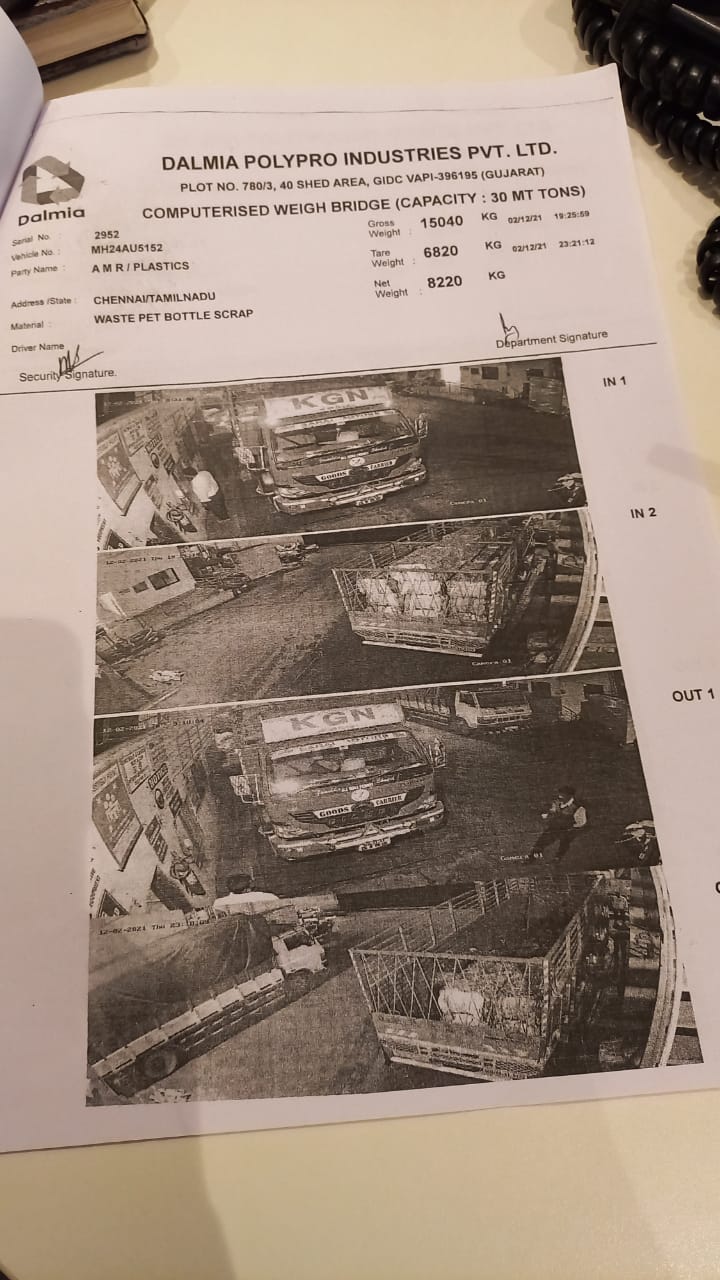 DALMIA POLYPRO INDUSTRIES PVT. LTD.
PLOT NO. 780/3, 40 SHED AREA, GIDC VAPI-396195 (GUJARAT)
Dalmia
COMPUTERISED WEIGH BRIDGE (CAPACITY : 30 MT TONS)
Serial No. : 2952
Gross Weight : 15040 KG 02/12/21 19:25:59
Vehicle No. : MH24AU5152
Party Name : A M R / PLASTICS
Tare Weight : 6820 KG 02/12/21 23:21:12
Address /State : CHENNAI/TAMILNADU
Net Weight : 8220 KG
Material : WASTE PET BOTTLE SCRAP
Driver Name
Security Signature.
Department Signature
IN 1
KGN
GOODS CARRIER
Camera 01
IN 2
12-02-2021 Thu
Camera 01
OUT 1
12-02-2021
KGN
GOODS CARRIER
Camera 01
12-02-2021 Thu